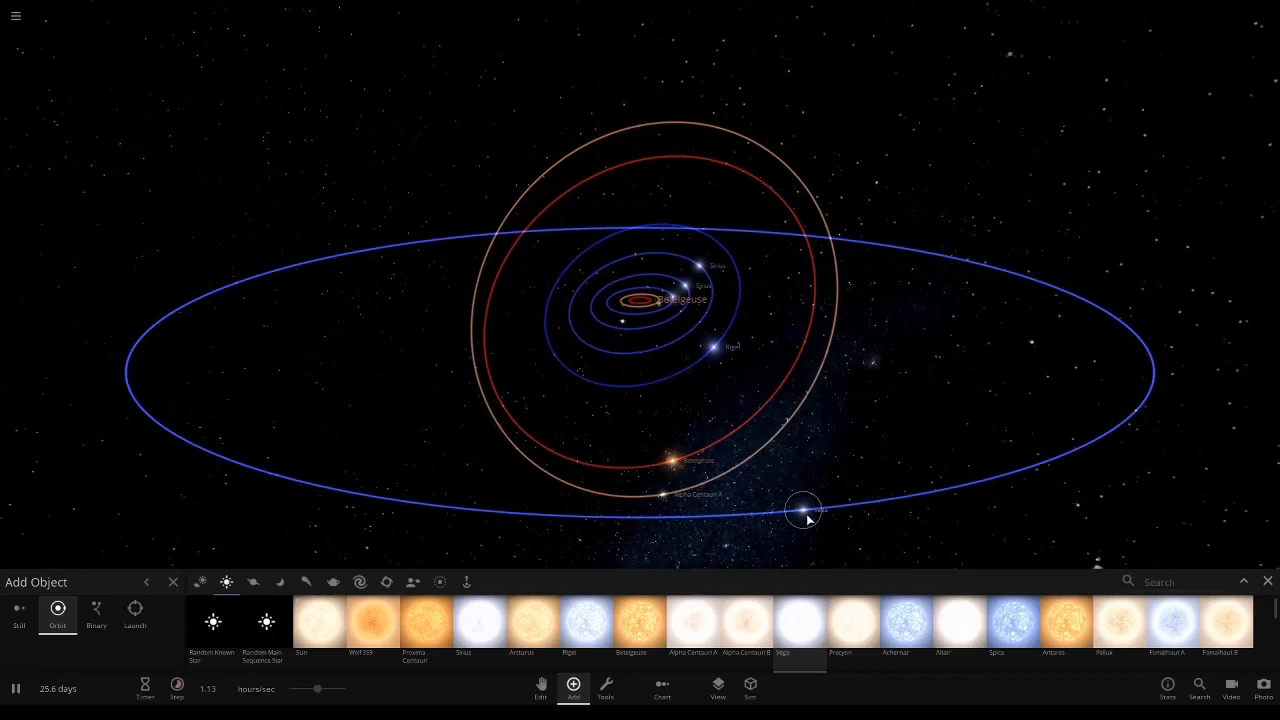 Sirius
Sirius
Betelgeuse
Rigel
Betelgeuse
Alpha Centauri A
Add Object
Search
Still
Orbit
Binary
Launch
Random Known Star
Random Main Sequence Star
Sun
Wolf 359
Proxima Centauri
Sirius
Arcturus
Rigel
Betelgeuse
Alpha Centauri A
Alpha Centauri B
Vega
Procyon
Achernar
Altair
Spica
Antares
Pollux
Fomalhaut A
Fomalhaut B
25.6 days
Timer
Step
1.13
hours/sec
Edit
Add
Tools
Chart
View
Sim
Stats
Search
Video
Photo